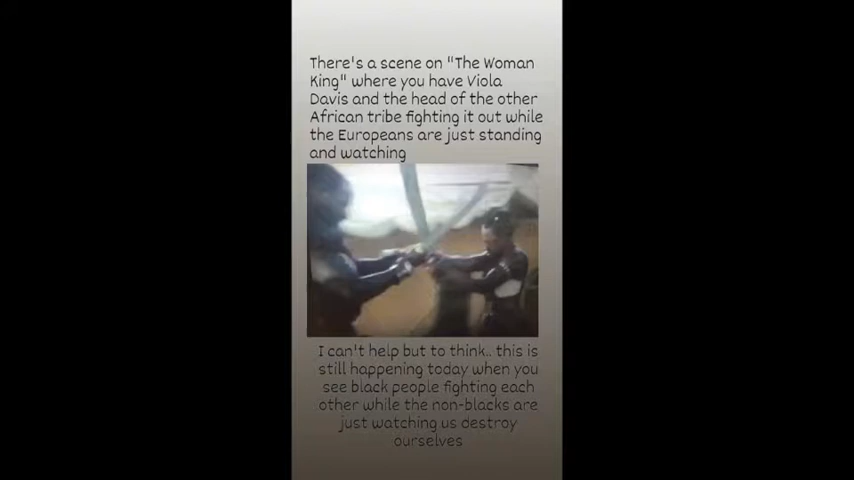 There's a scene on "The Woman
King" where you have Viola
Davis and the head of the other
African tribe fighting it out while
the Europeans are just standing
and watching
I can't help but to think.. this is
still happening today when you
see black people fighting each
other while the non-blacks are
just watching us destroy
ourselves